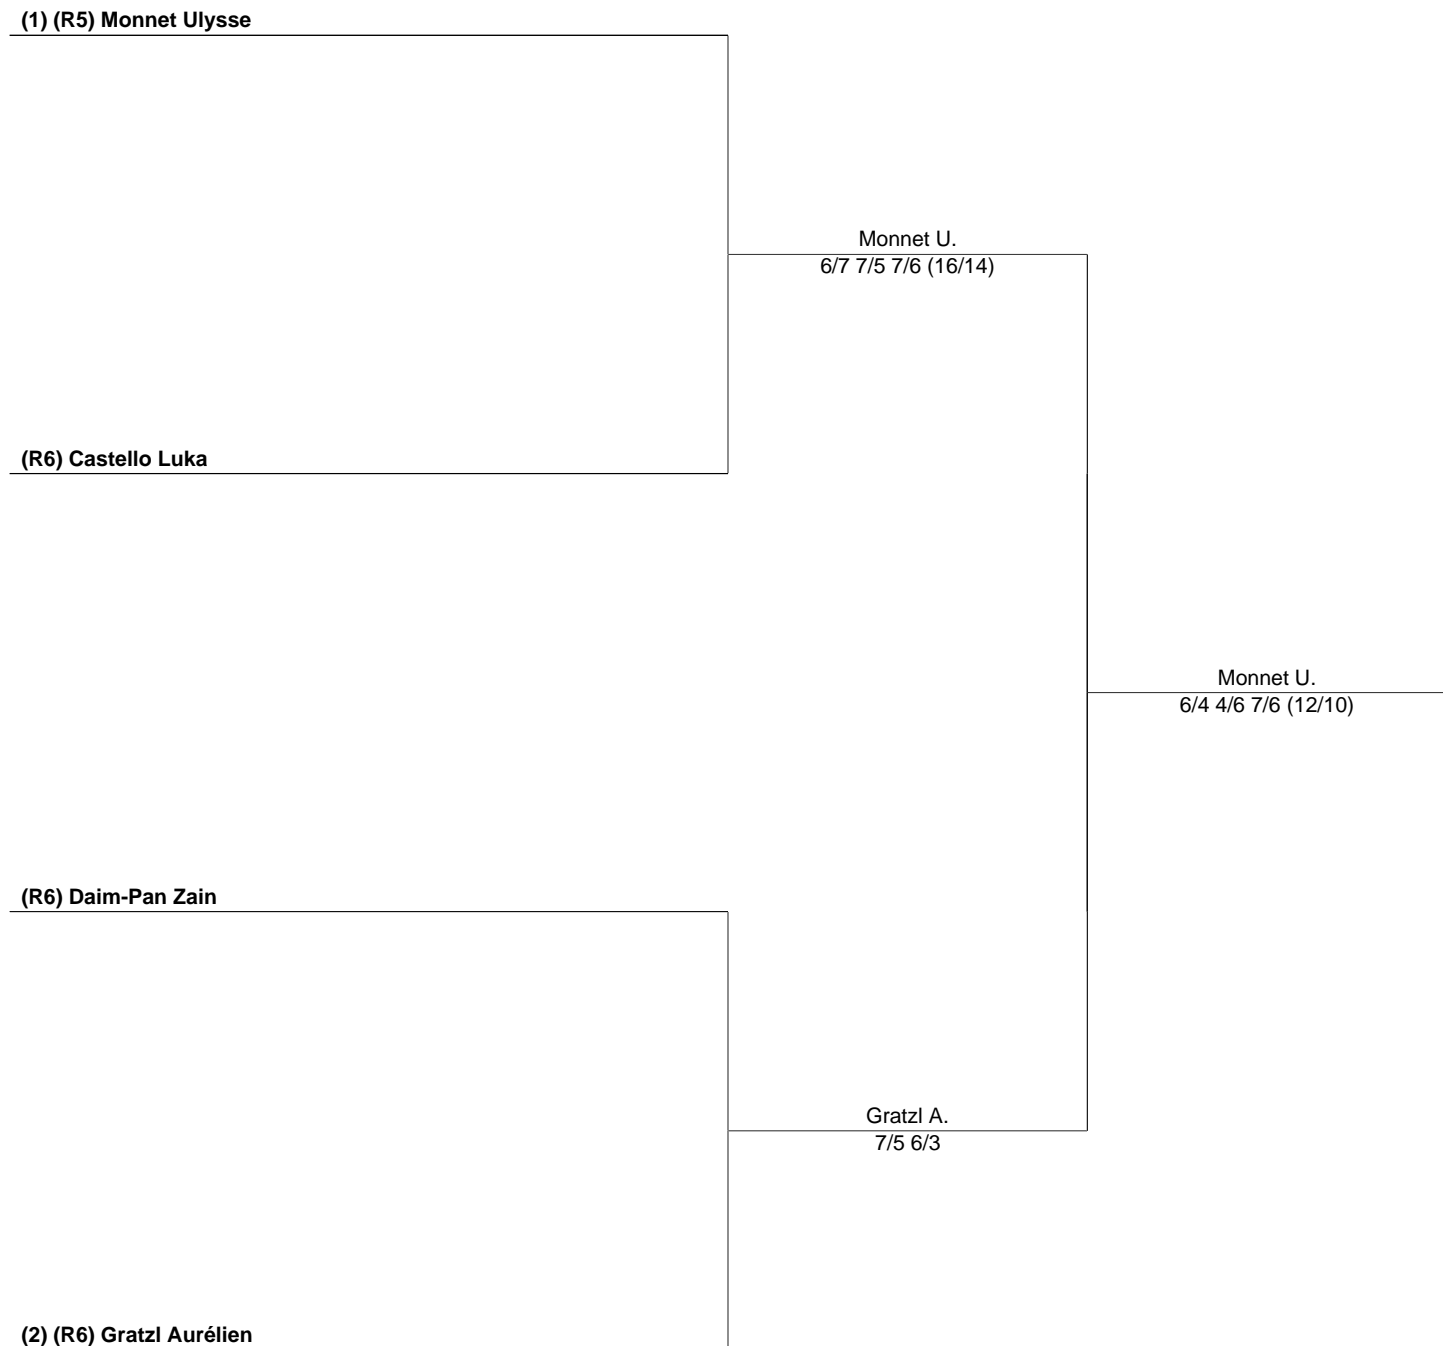 (1) (R5) Monnet Ulysse
Monnet U.
6/7 7/5 7/6 (16/14)
(R6) Castello Luka
Monnet U.
6/4 4/6 7/6 (12/10)
(R6) Daim-Pan Zain
Gratzl A.
7/5 6/3
(2) (R6) Gratzl Aurélien